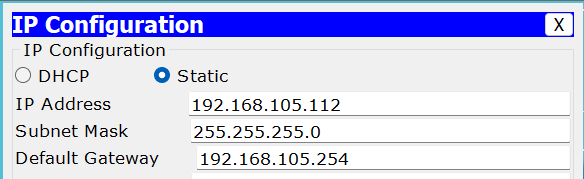 IP Configuration X
IP Configuration
DHCP Static
IP Address 192.168.105.112
Subnet Mask 255.255.255.0
Default Gateway 192.168.105.254